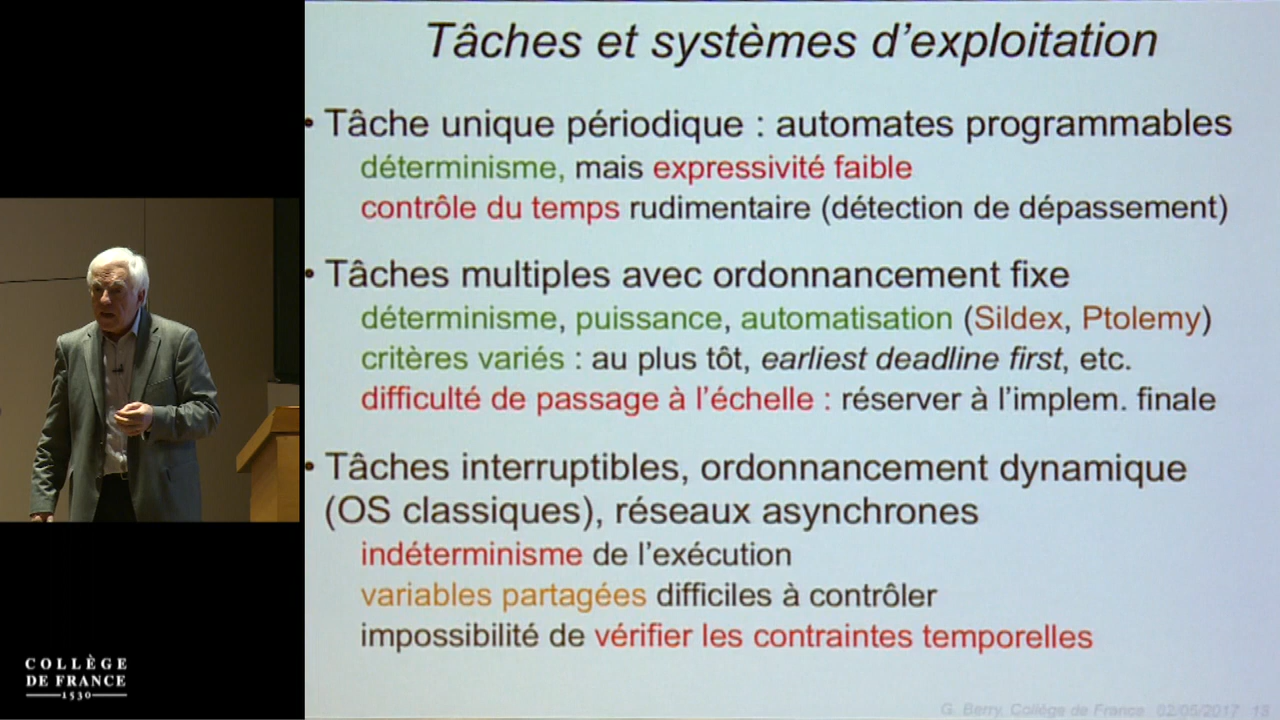 Tâches et systèmes d'exploitation
• Tâche unique périodique : automates programmables
déterminisme, mais expressivité faible
contrôle du temps rudimentaire (détection de dépassement)
• Tâches multiples avec ordonnancement fixe
déterminisme, puissance, automatisation (Sildex, Ptolemy)
critères variés : au plus tôt, earliest deadline first, etc.
difficulté de passage à l'échelle : réserver à l'implem. finale
• Tâches interruptibles, ordonnancement dynamique
(OS classiques), réseaux asynchrones
indéterminisme de l'exécution
variables partagées difficiles à contrôler
impossibilité de vérifier les contraintes temporelles
G. Berry, Collège de France 02/05/2017 13
COLLÈGE
DE FRANCE
1530